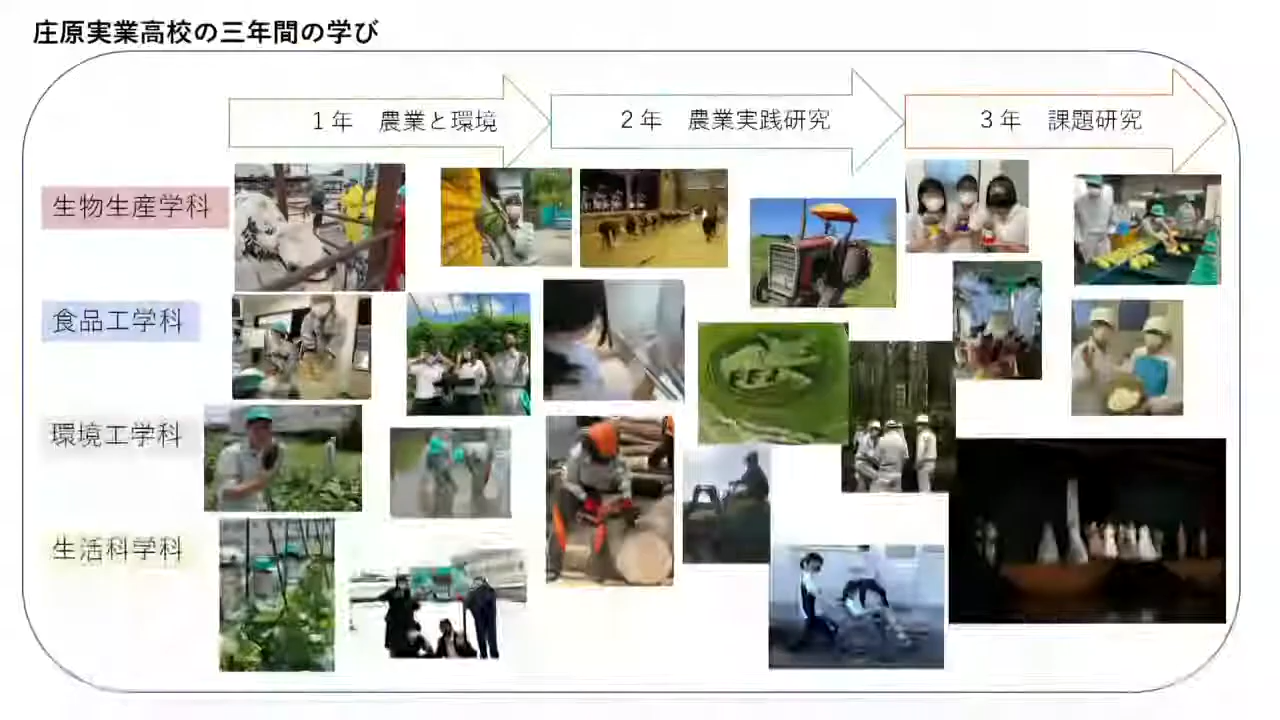 庄原実業高校の三年間の学び
1年　農業と環境
2年　農業実践研究
3年　課題研究
生物生産学科
食品工学科
環境工学科
生活科学科